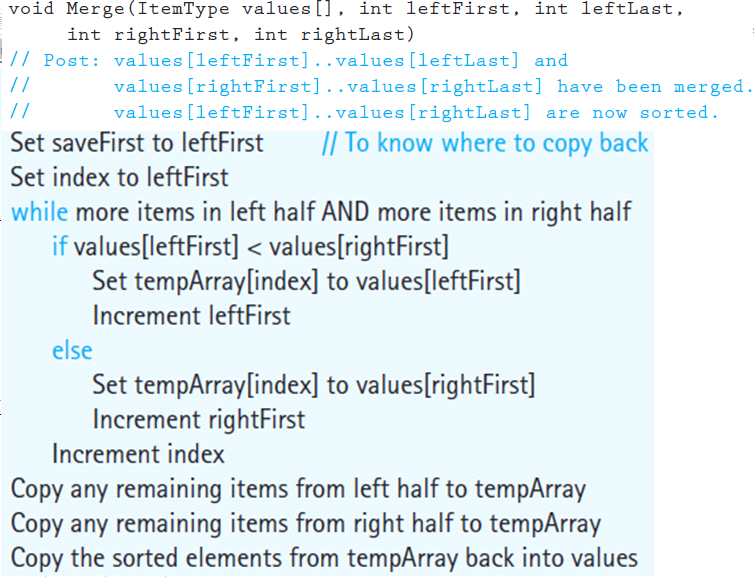 void Merge(ItemType values[], int leftFirst, int leftLast,
int rightFirst, int rightLast)
// Post: values[leftFirst]..values[leftLast] and
// values[rightFirst]..values[rightLast] have been merged.
// values[leftFirst]..values[rightLast] are now sorted.
Set saveFirst to leftFirst // To know where to copy back
Set index to leftFirst
while more items in left half AND more items in right half
if values[leftFirst] < values[rightFirst]
Set tempArray[index] to values[leftFirst]
Increment leftFirst
else
Set tempArray[index] to values[rightFirst]
Increment rightFirst
Increment index
Copy any remaining items from left half to tempArray
Copy any remaining items from right half to tempArray
Copy the sorted elements from tempArray back into values